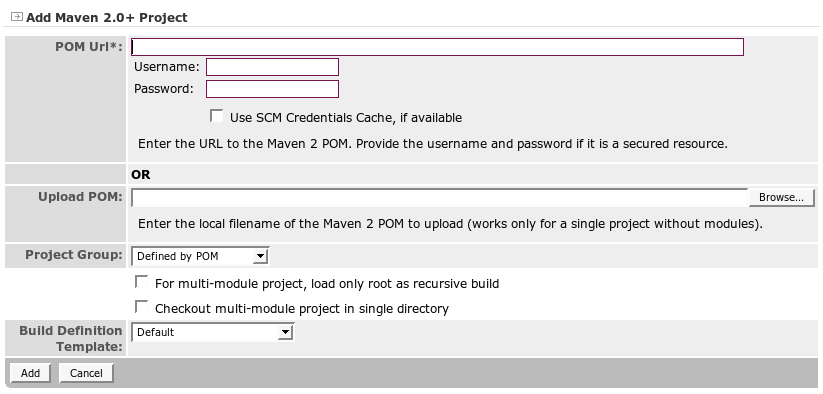 Add Maven 2.0+ Project
POM Url*:
Username:
Password:
Use SCM Credentials Cache, if available
Enter the URL to the Maven 2 POM. Provide the username and password if it is a secured resource.
OR
Upload POM: Browse...
Enter the local filename of the Maven 2 POM to upload (works only for a single project without modules).
Project Group: Defined by POM
For multi-module project, load only root as recursive build
Checkout multi-module project in single directory
Build Definition Template: Default
Add Cancel